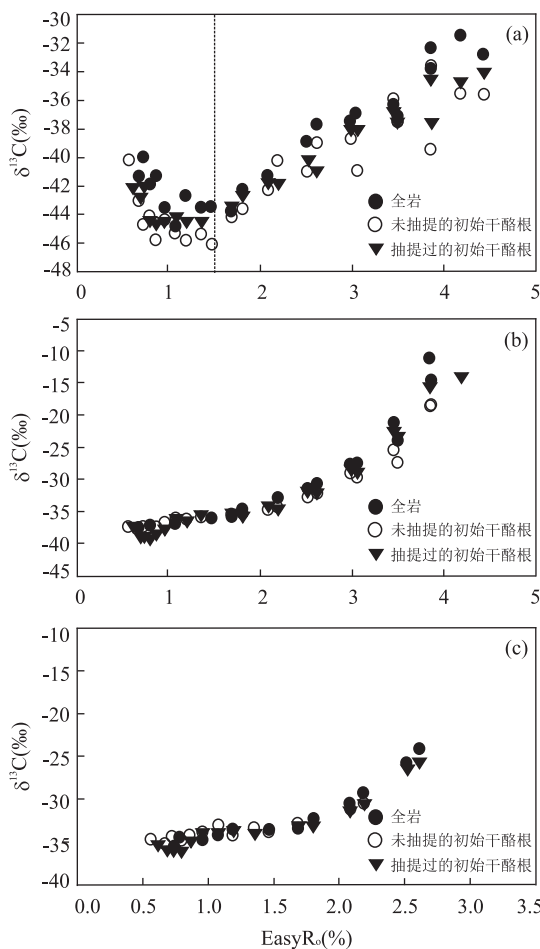 -30
(a)
-32
-34
-36
-38
δ¹³C(‰)
-40
-42
-44
-46
-48
全岩
未抽提的初始干酪根
抽提过的初始干酪根
0
1
2
3
4
5
-5
(b)
-10
-15
-20
δ¹³C(‰)
-25
-30
-35
-40
-45
全岩
未抽提的初始干酪根
抽提过的初始干酪根
0
1
2
3
4
5
-10
(c)
-15
-20
δ¹³C(‰)
-25
-30
-35
-40
全岩
未抽提的初始干酪根
抽提过的初始干酪根
0.0
0.5
1.0
1.5
2.0
2.5
3.0
3.5
EasyRₒ(%)